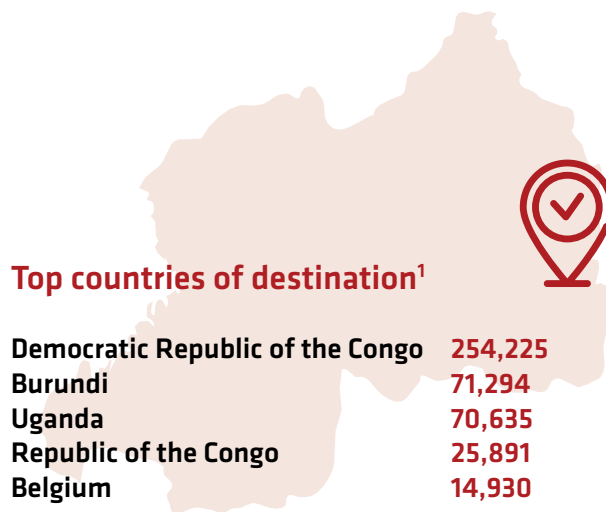 Top countries of destination¹
Democratic Republic of the Congo 254,225
Burundi 71,294
Uganda 70,635
Republic of the Congo 25,891
Belgium 14,930